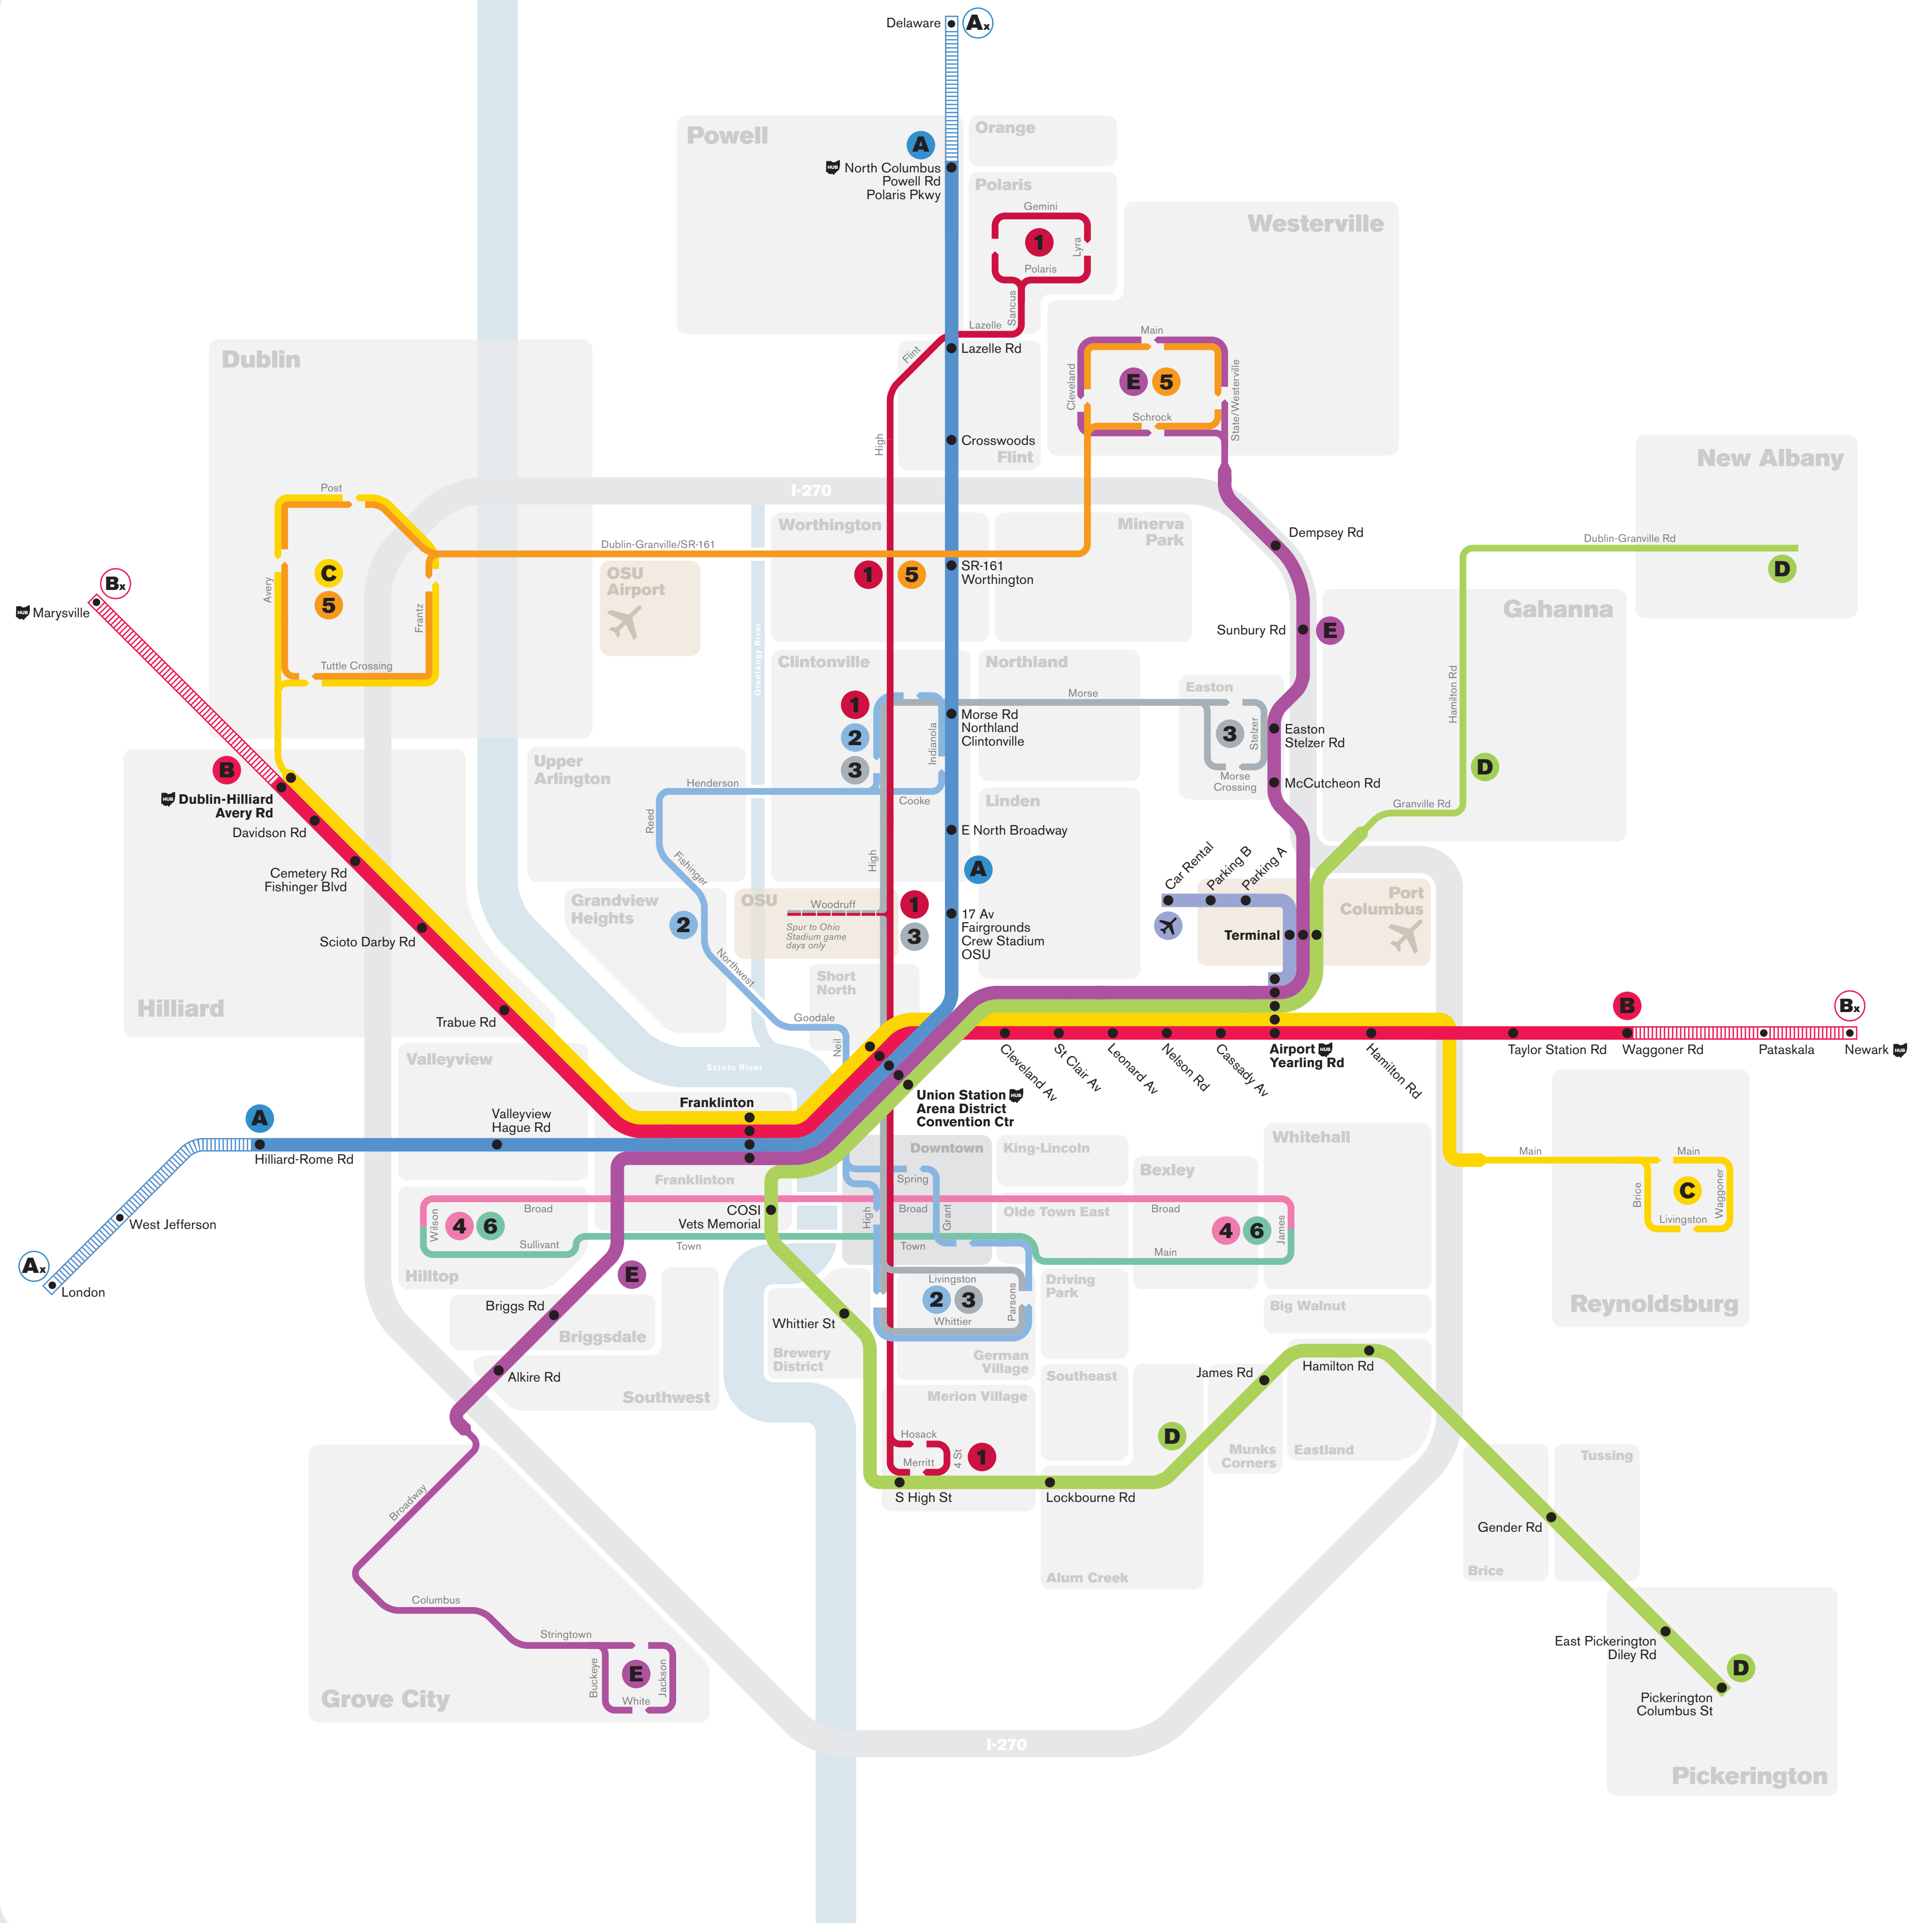 Delaware
Ax
Powell
Orange
A
HUB North Columbus
Powell Rd
Polaris Pkwy
Polaris
Gemini
1
Lyra
Polaris
Sancus
Lazelle
Westerville
Flint
Lazelle Rd
Main
Cleveland
E 5
State/Westerville
Schrock
Dublin
High
Crosswoods
Flint
New Albany
I-270
Post
Worthington
Minerva
Park
Dempsey Rd
Dublin-Granville Rd
D
Dublin-Granville/SR-161
OSU
Airport
1 5
SR-161
Worthington
C
5
Avery
Frantz
Tuttle Crossing
Bx
HUB Marysville
Gahanna
Sunbury Rd
E
Olentangy River
Clintonville
Northland
Easton
Morse
1
2
3
Indianola
Morse Rd
Northland
Clintonville
3
Stelzer
Easton
Stelzer Rd
Hamilton Rd
D
Morse
Crossing
McCutcheon Rd
B
HUB Dublin-Hilliard
Avery Rd
Davidson Rd
Cemetery Rd
Fishinger Blvd
Scioto Darby Rd
Hilliard
Trabue Rd
Upper
Arlington
Henderson
Reed
Fishinger
Cooke
Linden
E North Broadway
Granville Rd
High
A
Car Rental
Parking B
Parking A
Grandview
Heights
2
OSU
Woodruff
Spur to Ohio
Stadium game
days only
1
3
17 Av
Fairgrounds
Crew Stadium
OSU
Port
Columbus
Terminal
Northwest
Short
North
Goodale
Neil
B
Bx
Cleveland Av
St Clair Av
Leonard Av
Nelson Rd
Cassady Av
Airport HUB
Yearling Rd
Hamilton Rd
Taylor Station Rd
Waggoner Rd
Pataskala
Newark HUB
Valleyview
Scioto River
Union Station HUB
Arena District
Convention Ctr
A
Hilliard-Rome Rd
Valleyview
Hague Rd
Franklinton
Downtown
King-Lincoln
Bexley
Whitehall
Franklinton
Spring
Main
Main
Brice
C
Waggoner
Livingston
Reynoldsburg
West Jefferson
Ax
London
Wilson
4 6
Broad
COSI
Vets Memorial
High
Broad
Grant
Olde Town East
Broad
4 6
James
Sullivant
Town
Town
Main
Hilltop
E
Livingston
2 3
Whittier
Parsons
Driving
Park
Big Walnut
Briggs Rd
Briggsdale
Whittier St
Brewery
District
German
Village
Alkire Rd
Southwest
Merion Village
Southeast
James Rd
Hamilton Rd
D
Munks
Corners
Eastland
Hosack
Merritt
4 St
1
S High St
Lockbourne Rd
Alum Creek
Tussing
Gender Rd
Brice
Broadway
Columbus
Stringtown
Buckeye
E
Jackson
White
Grove City
East Pickerington
Diley Rd
D
Pickerington
Columbus St
I-270
Pickerington